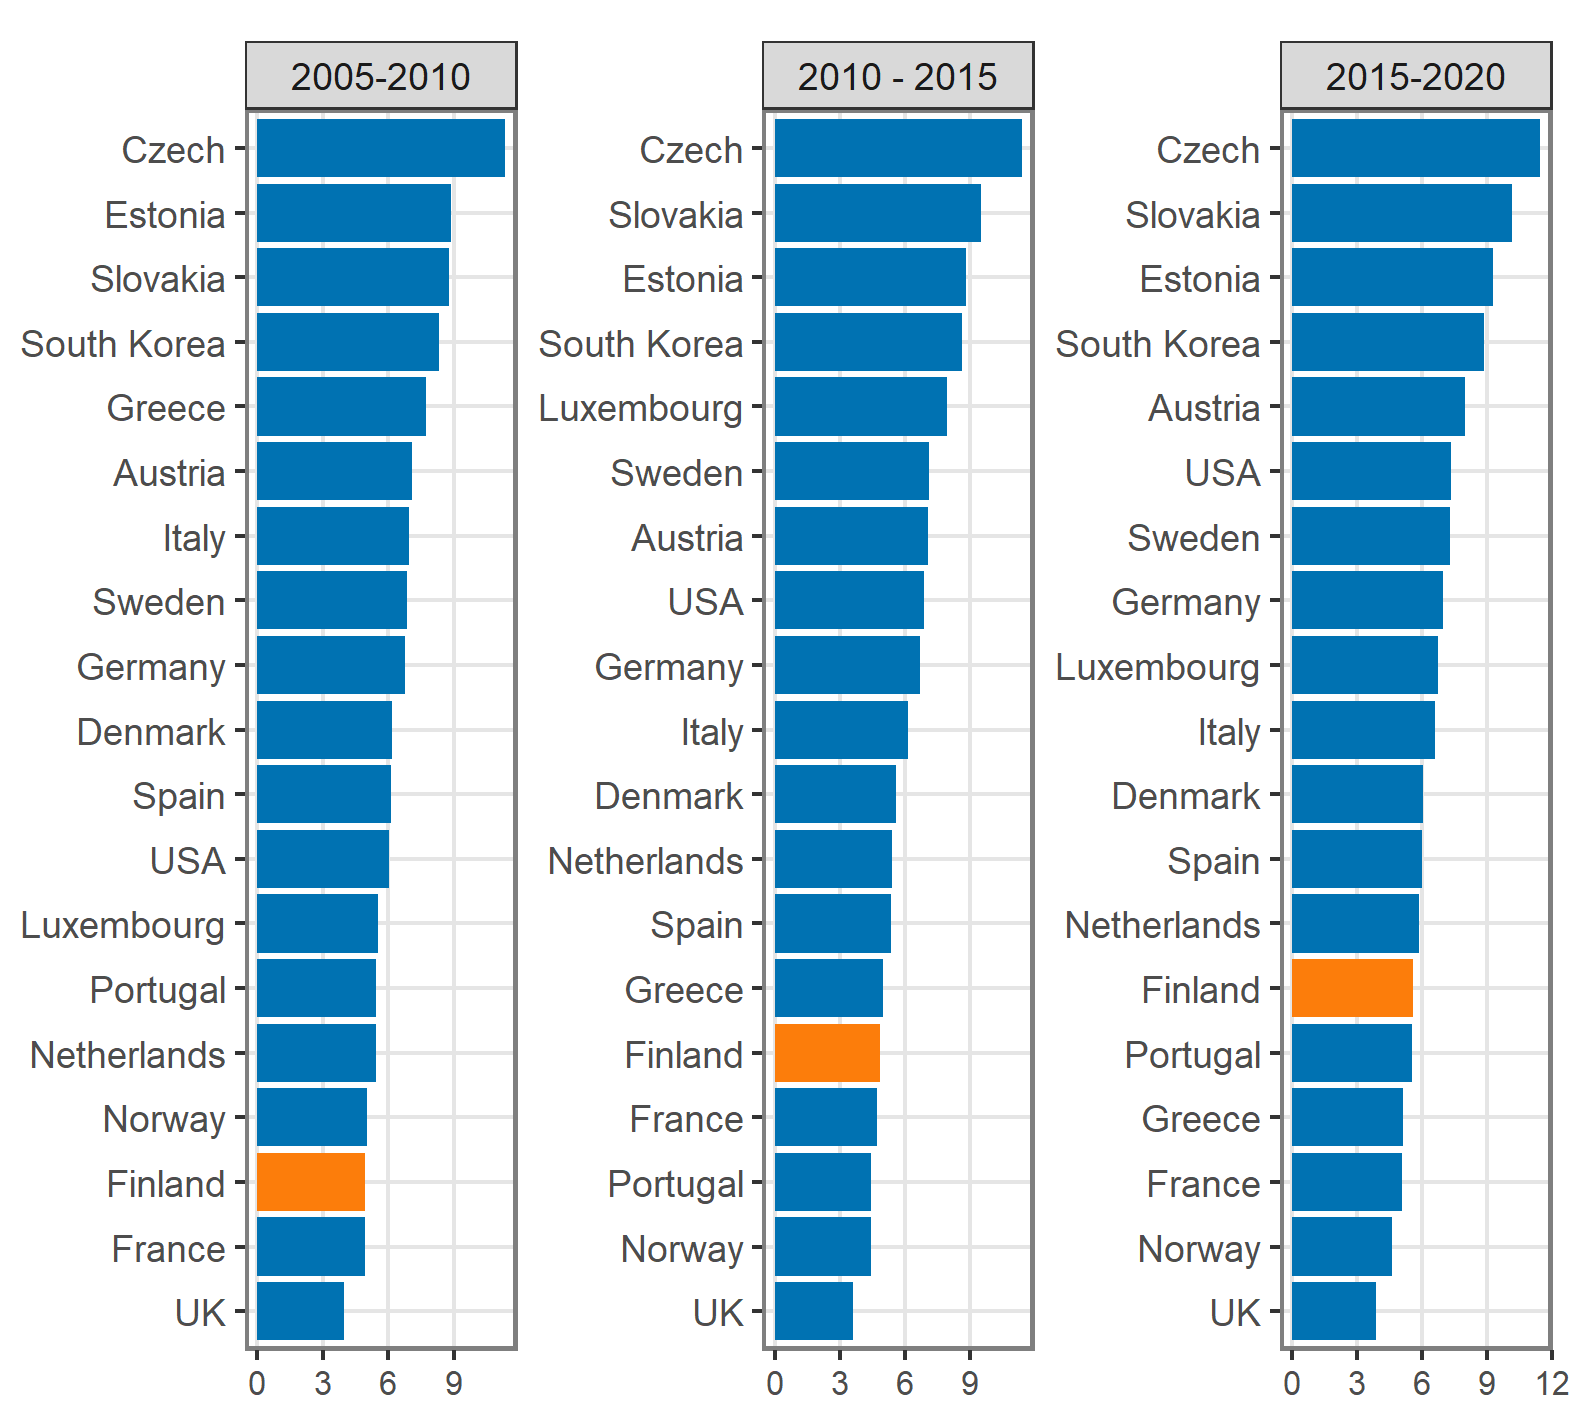 2005-2010
Czech
Estonia
Slovakia
South Korea
Greece
Austria
Italy
Sweden
Germany
Denmark
Spain
USA
Luxembourg
Portugal
Netherlands
Norway
Finland
France
UK
0 3 6 9
2010 - 2015
Czech
Slovakia
Estonia
South Korea
Luxembourg
Sweden
Austria
USA
Germany
Italy
Denmark
Netherlands
Spain
Greece
Finland
France
Portugal
Norway
UK
0 3 6 9
2015-2020
Czech
Slovakia
Estonia
South Korea
Austria
USA
Sweden
Germany
Luxembourg
Italy
Denmark
Spain
Netherlands
Finland
Portugal
Greece
France
Norway
UK
0 3 6 9 12